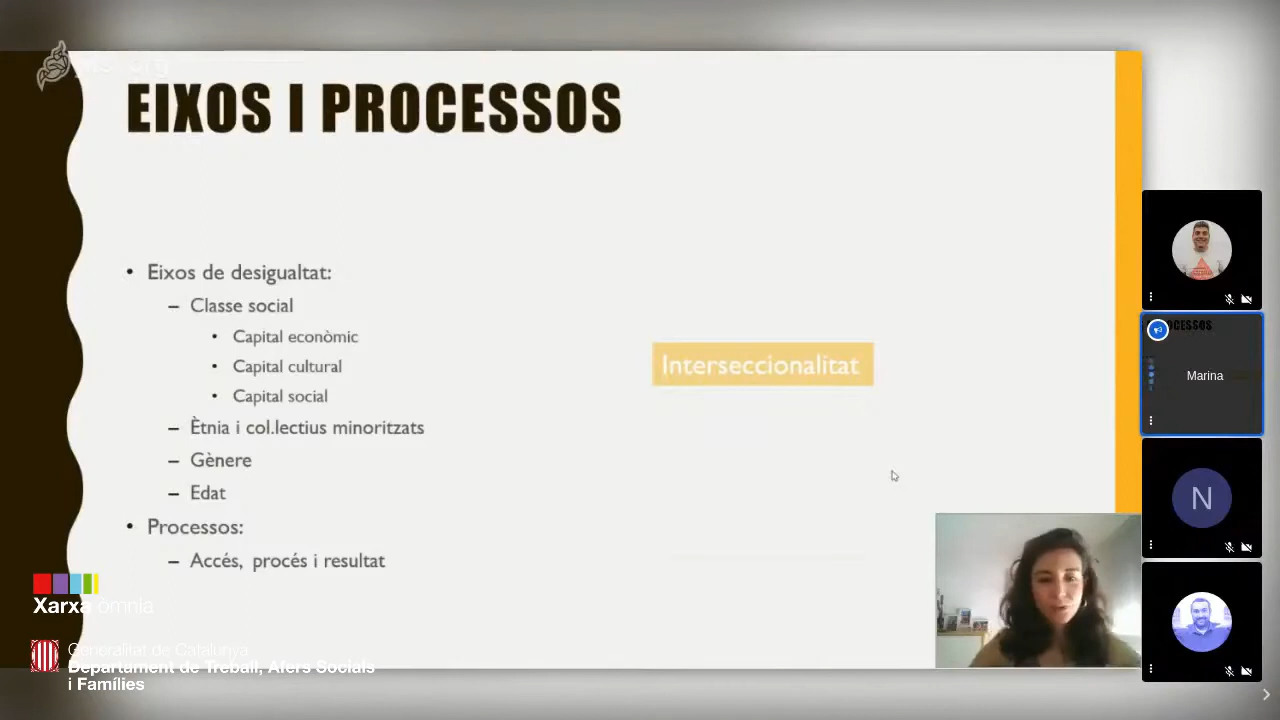 EIXOS I PROCESSOS
• Eixos de desigualtat:
– Classe social
• Capital econòmic
• Capital cultural
• Capital social
– Ètnia i col.lectius minoritzats
– Gènere
– Edat
• Processos:
– Accés, procés i resultat
Interseccionalitat
Marina
N
Xarxa òmnia
Generalitat de Catalunya
Departament de Treball, Afers Socials
i Famílies